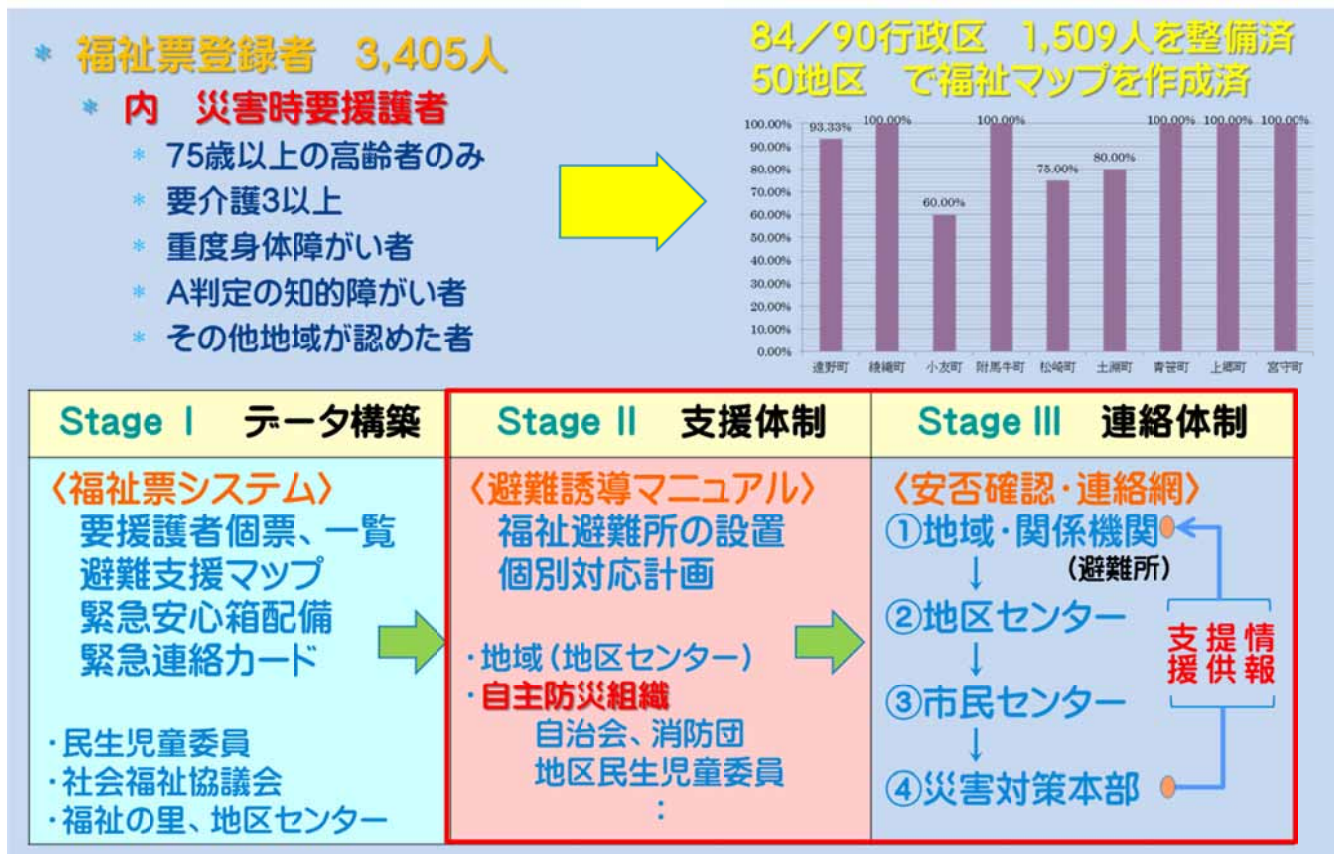 * 福祉票登録者 3,405人
* 内 災害時要援護者
* 75歳以上の高齢者のみ
* 要介護3以上
* 重度身体障がい者
* A判定の知的障がい者
* その他地域が認めた者
84／90行政区 1,509人を整備済
50地区 で福祉マップを作成済
100.00%
90.00%
80.00%
70.00%
60.00%
50.00%
40.00%
30.00%
20.00%
10.00%
0.00%
93.33%
100.00%
60.00%
100.00%
75.00%
80.00%
100.00%
100.00%
100.00%
遠野町
綾織町
小友町
附馬牛町
松崎町
土淵町
青笹町
上郷町
宮守町
Stage Ⅰ データ構築
〈福祉票システム〉
要援護者個票、一覧
避難支援マップ
緊急安心箱配備
緊急連絡カード
・民生児童委員
・社会福祉協議会
・福祉の里、地区センター
Stage Ⅱ 支援体制
〈避難誘導マニュアル〉
福祉避難所の設置
個別対応計画
・地域（地区センター）
・自主防災組織
自治会、消防団
地区民生児童委員
：
Stage Ⅲ 連絡体制
〈安否確認・連絡網〉
①地域・関係機関
（避難所）
↓
②地区センター
↓
③市民センター
↓
④災害対策本部
情報
提供
支援